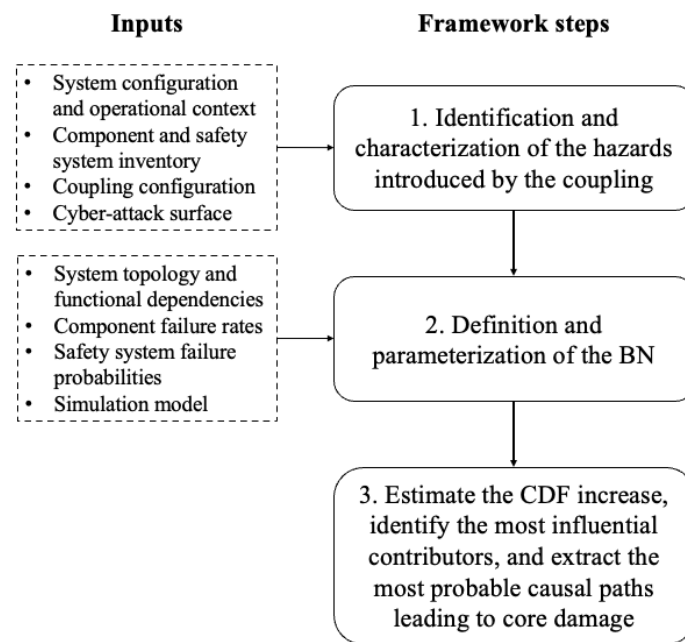 Inputs
• System configuration
and operational context
• Component and safety
system inventory
• Coupling configuration
• Cyber-attack surface
• System topology and
functional dependencies
• Component failure rates
• Safety system failure
probabilities
• Simulation model
Framework steps
1. Identification and
characterization of the hazards
introduced by the coupling
2. Definition and
parameterization of the BN
3. Estimate the CDF increase,
identify the most influential
contributors, and extract the
most probable causal paths
leading to core damage